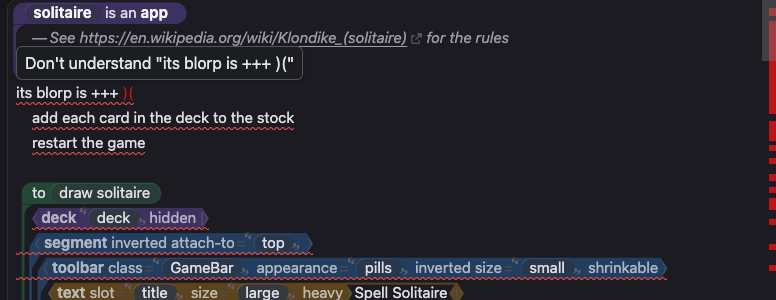 solitaire is an app
— See https://en.wikipedia.org/wiki/Klondike_(solitaire) for the rules
Don't understand "its blorp is +++ )("
its blorp is +++ )(
add each card in the deck to the stock
restart the game
to draw solitaire
deck “ deck „ hidden
segment inverted attach-to = “ top „
toolbar class = “ GameBar „ appearance = “ pills „ inverted size = “ small „ shrinkable
text slot = “ title „ size = “ large „ heavy Spell Solitaire